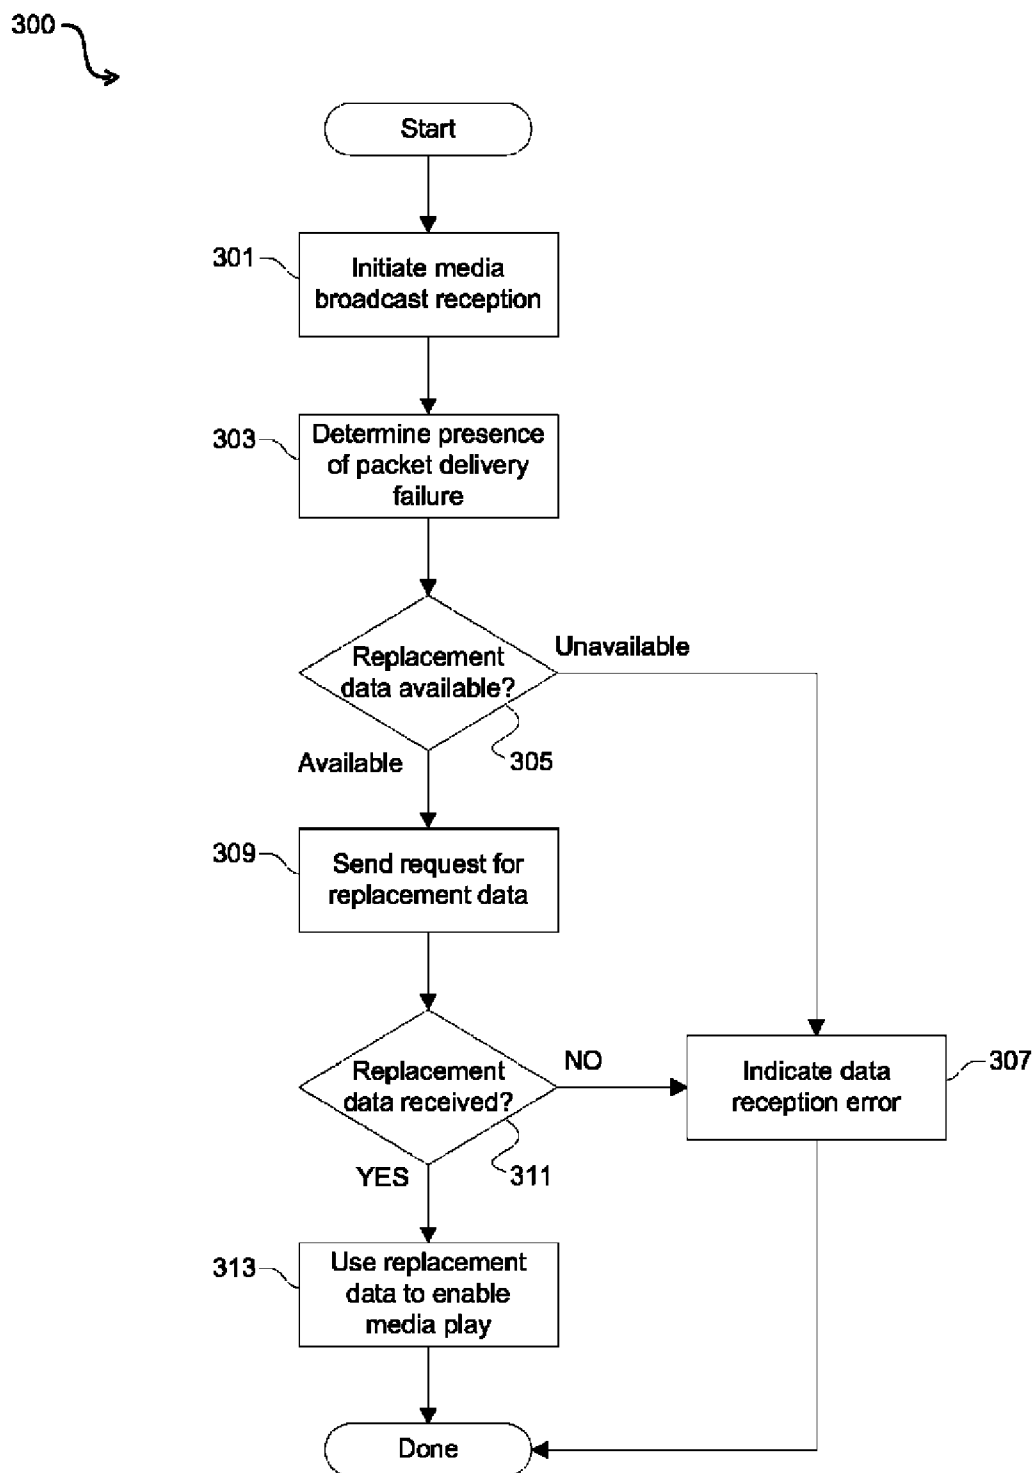 300
Start
301
Initiate media
broadcast reception
303
Determine presence
of packet delivery
failure
Replacement
data available?
Unavailable
305
Available
309
Send request for
replacement data
Replacement
data received?
NO
311
YES
Indicate data
reception error
307
313
Use replacement
data to enable
media play
Done